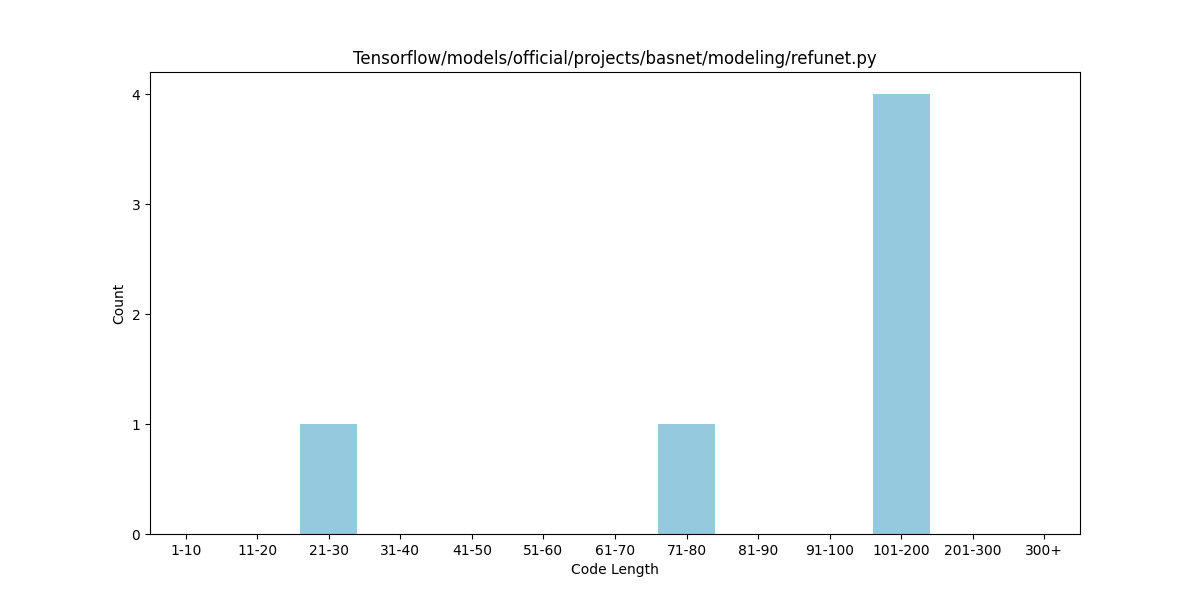 Tensorflow/models/official/projects/basnet/modeling/refunet.py
4
3
2
1
0
Count
1-10 11-20 21-30 31-40 41-50 51-60 61-70 71-80 81-90 91-100 101-200 201-300 300+
Code Length